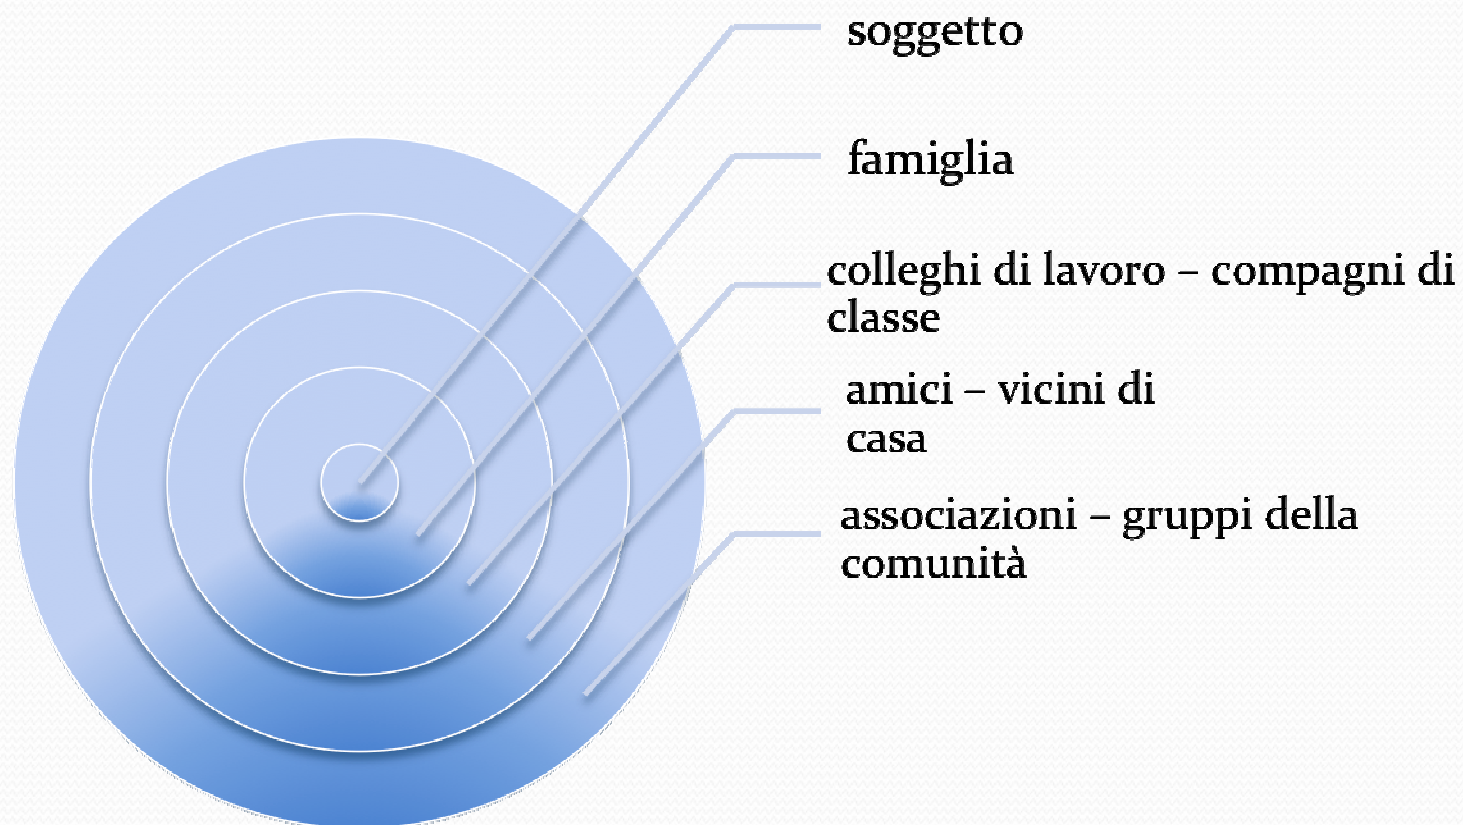 soggetto
famiglia
colleghi di lavoro – compagni di
classe
amici – vicini di
casa
associazioni – gruppi della
comunità